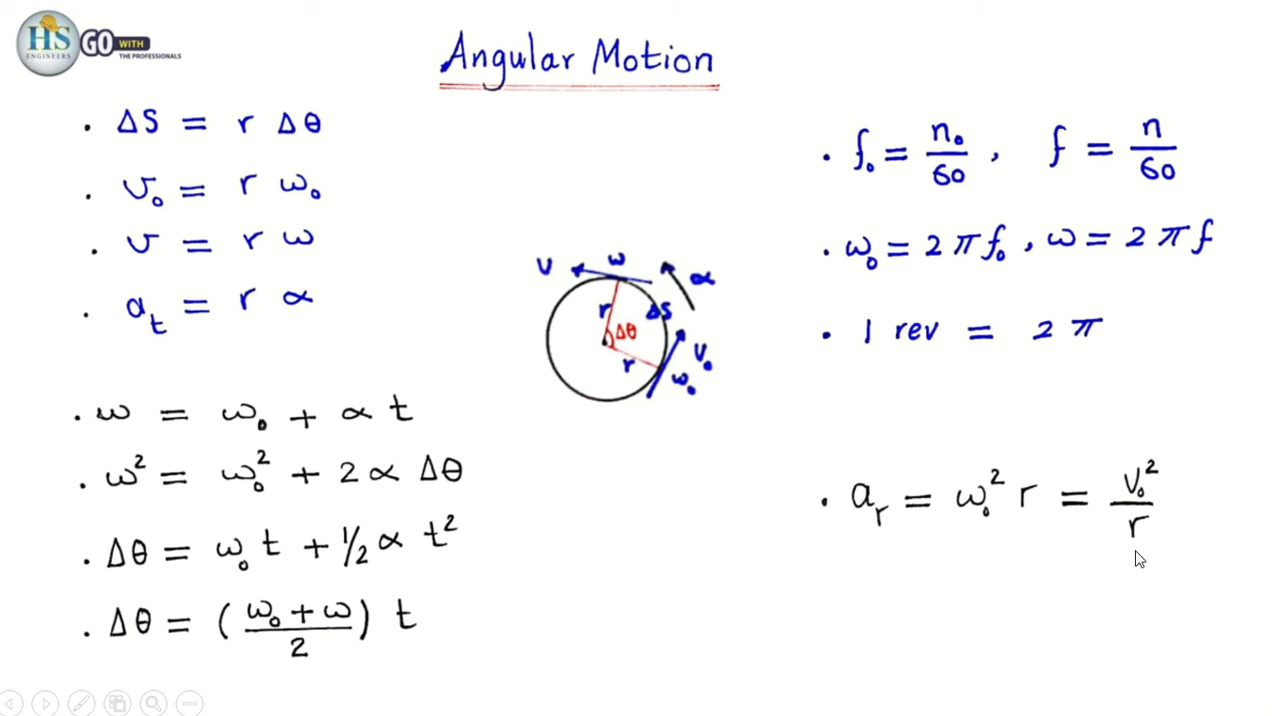 HS
ENGINEERS
GO WITH
THE PROFESSIONALS
Angular Motion
. ΔS = r Δθ
. v₀ = r ω₀
. v = r ω
. a_t = r α
. ω = ω₀ + α t
. ω² = ω₀² + 2 α Δθ
. Δθ = ω₀ t + ½ α t²
. Δθ = (ω₀ + ω / 2) t
v
ω
α
r
ΔS
Δθ
r
v₀
ω₀
. f₀ = n₀/60 , f = n/60
. ω₀ = 2 π f₀ , ω = 2 π f
. 1 rev = 2 π
. a_r = ω₀² r = v₀²/r